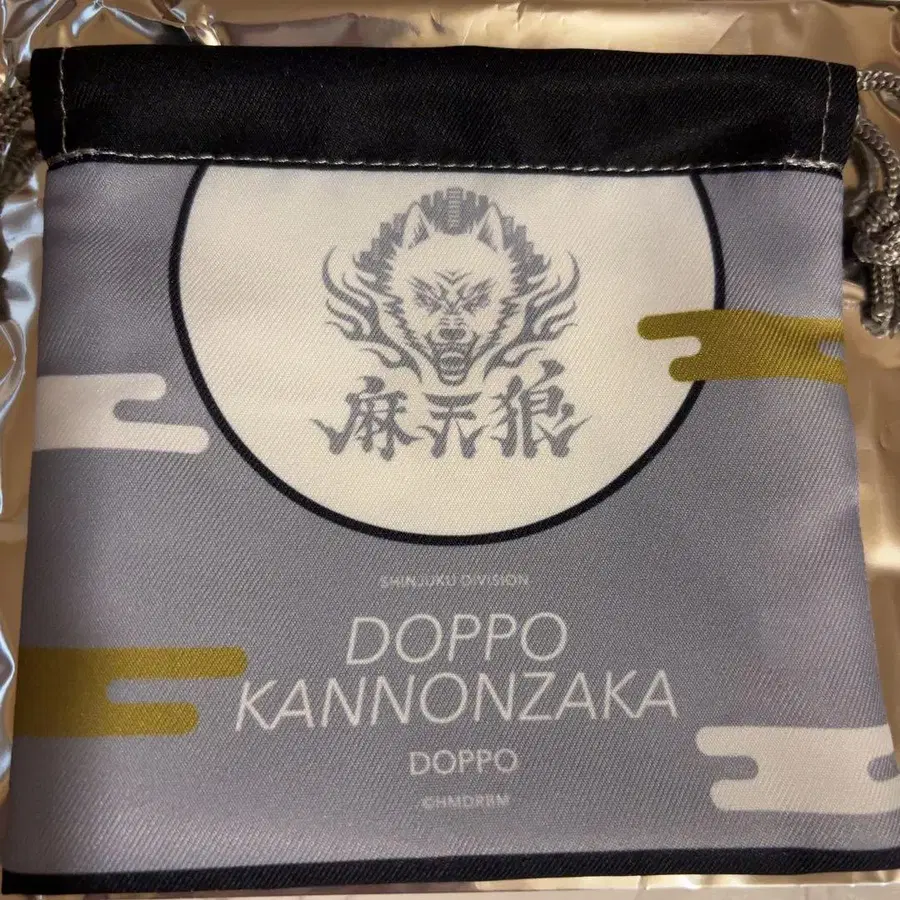 麻天狼
SHINJUKU DIVISION
DOPPO
KANNONZAKA
DOPPO
©HMDRBM